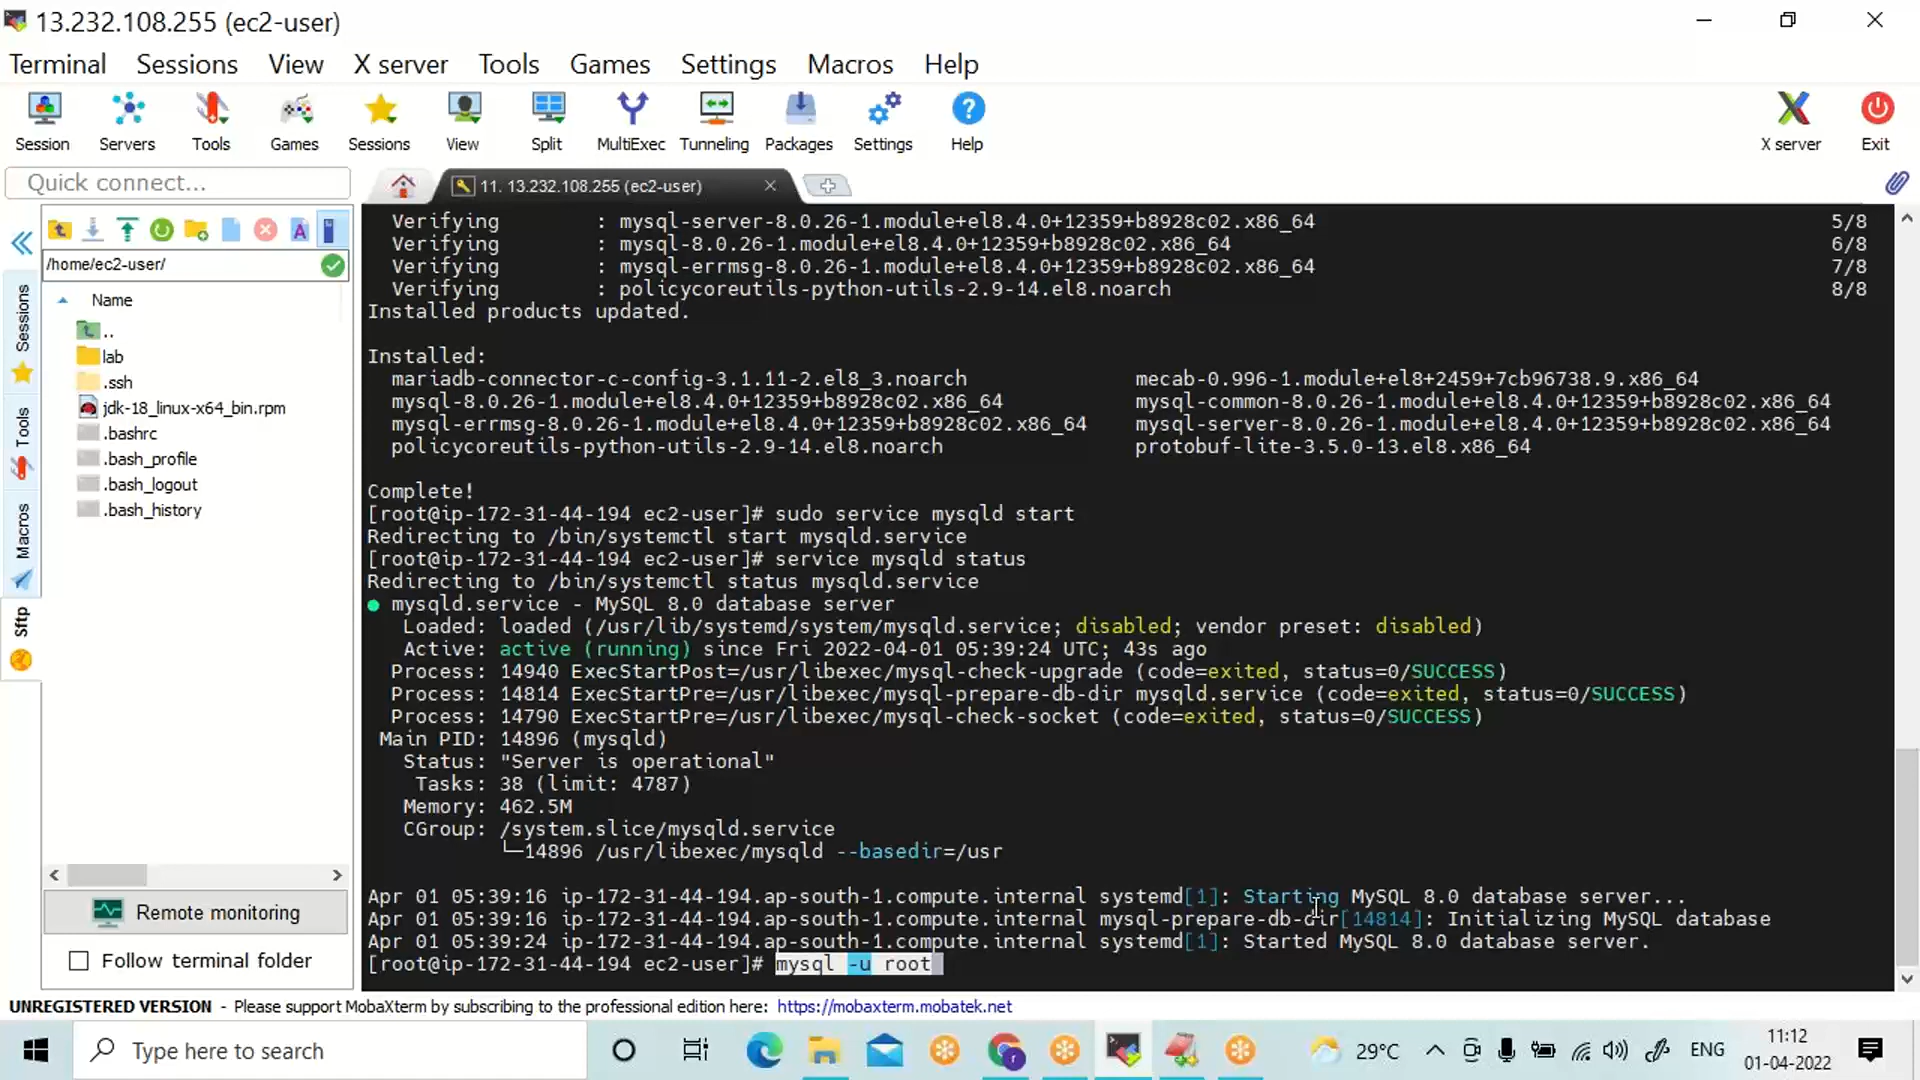 13.232.108.255 (ec2-user)
Terminal Sessions View X server Tools Games Settings Macros Help
Session Servers Tools Games Sessions View Split MultiExec Tunneling Packages Settings Help X server Exit
Quick connect...
11. 13.232.108.255 (ec2-user)
/home/ec2-user/
Name
..
lab
.ssh
jdk-18_linux-x64_bin.rpm
.bashrc
.bash_profile
.bash_logout
.bash_history
Sessions
Tools
Macros
Sftp
Remote monitoring
Follow terminal folder
Verifying : mysql-server-8.0.26-1.module+el8.4.0+12359+b8928c02.x86_64 5/8
Verifying : mysql-8.0.26-1.module+el8.4.0+12359+b8928c02.x86_64 6/8
Verifying : mysql-errmsg-8.0.26-1.module+el8.4.0+12359+b8928c02.x86_64 7/8
Verifying : policycoreutils-python-utils-2.9-14.el8.noarch 8/8
Installed products updated.
Installed:
mariadb-connector-c-config-3.1.11-2.el8_3.noarch mecab-0.996-1.module+el8+2459+7cb96738.9.x86_64
mysql-8.0.26-1.module+el8.4.0+12359+b8928c02.x86_64 mysql-common-8.0.26-1.module+el8.4.0+12359+b8928c02.x86_64
mysql-errmsg-8.0.26-1.module+el8.4.0+12359+b8928c02.x86_64 mysql-server-8.0.26-1.module+el8.4.0+12359+b8928c02.x86_64
policycoreutils-python-utils-2.9-14.el8.noarch protobuf-lite-3.5.0-13.el8.x86_64
Complete!
[root@ip-172-31-44-194 ec2-user]# sudo service mysqld start
Redirecting to /bin/systemctl start mysqld.service
[root@ip-172-31-44-194 ec2-user]# service mysqld status
Redirecting to /bin/systemctl status mysqld.service
● mysqld.service - MySQL 8.0 database server
Loaded: loaded (/usr/lib/systemd/system/mysqld.service; disabled; vendor preset: disabled)
Active: active (running) since Fri 2022-04-01 05:39:24 UTC; 43s ago
Process: 14940 ExecStartPost=/usr/libexec/mysql-check-upgrade (code=exited, status=0/SUCCESS)
Process: 14814 ExecStartPre=/usr/libexec/mysql-prepare-db-dir mysqld.service (code=exited, status=0/SUCCESS)
Process: 14790 ExecStartPre=/usr/libexec/mysql-check-socket (code=exited, status=0/SUCCESS)
Main PID: 14896 (mysqld)
Status: "Server is operational"
Tasks: 38 (limit: 4787)
Memory: 462.5M
CGroup: /system.slice/mysqld.service
└─14896 /usr/libexec/mysqld --basedir=/usr
Apr 01 05:39:16 ip-172-31-44-194.ap-south-1.compute.internal systemd[1]: Starting MySQL 8.0 database server...
Apr 01 05:39:16 ip-172-31-44-194.ap-south-1.compute.internal mysql-prepare-db-dir[14814]: Initializing MySQL database
Apr 01 05:39:24 ip-172-31-44-194.ap-south-1.compute.internal systemd[1]: Started MySQL 8.0 database server.
[root@ip-172-31-44-194 ec2-user]# mysql -u root
UNREGISTERED VERSION - Please support MobaXterm by subscribing to the professional edition here: https://mobaxterm.mobatek.net
Type here to search
29°C
ENG
11:12
01-04-2022